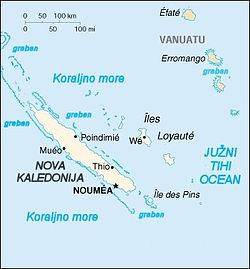 0 50 100 km
0 50 100 mi
Éfaté
VANUATU
Erromango
greben
greben
Koraljno more
greben
Îles
Loyauté
Poindimié
Wé
Muéo
JUŽNI
TIHI
OCEAN
NOVA
KALEDONIJA
Thio
NOUMÉA
Île des Pins
greben
Koraljno more
greben